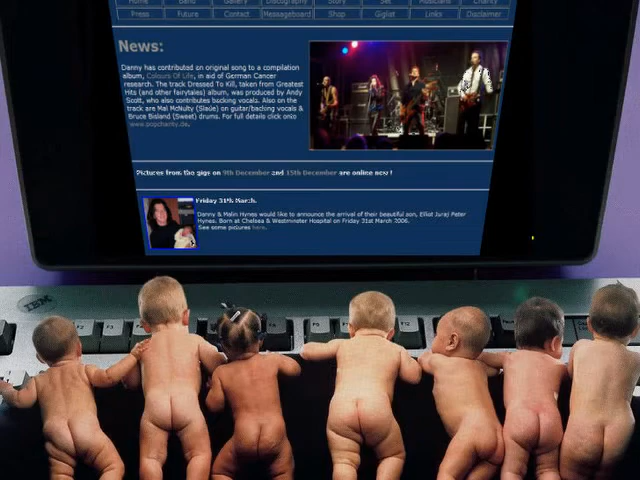 Home Band Gallery Discography Story Set Musicians Charity
Press Future Contact Messageboard Shop Giglist Links Disclaimer
News:
Danny has contributed an original song to a compilation
album, Colours Of Life, in aid of German Cancer
research. The track Dressed To Kill, taken from Greatest
Hits (and other fairytales) album, was produced by Andy
Scott, who also contributes backing vocals. Also on the
track are Mal McNulty (Slade) on guitar/backing vocals &
Bruce Bisland (Sweet) drums. For full details click onto
www.popcharity.de.
Pictures from the gigs on 9th December and 15th December are online now!
Friday 31st March.
Danny & Malin Hynes would like to announce the arrival of their beautiful son, Elliot Juraj Peter
Hynes. Born at Chelsea & Westminster Hospital on Friday 31st March 2006.
See some pictures here.
IBM